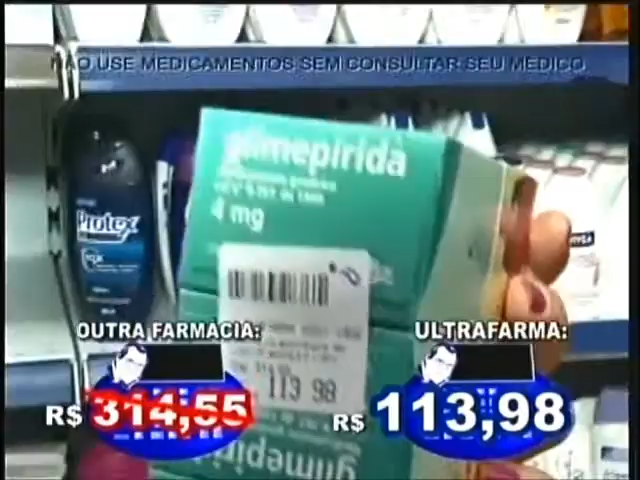 NÃO USE MEDICAMENTOS SEM CONSULTAR SEU MÉDICO
glimepirida
4 mg
Protex
113 98
OUTRA FARMÁCIA:
ULTRAFARMA:
R$ 314,55
R$ 113,98
glimepirida